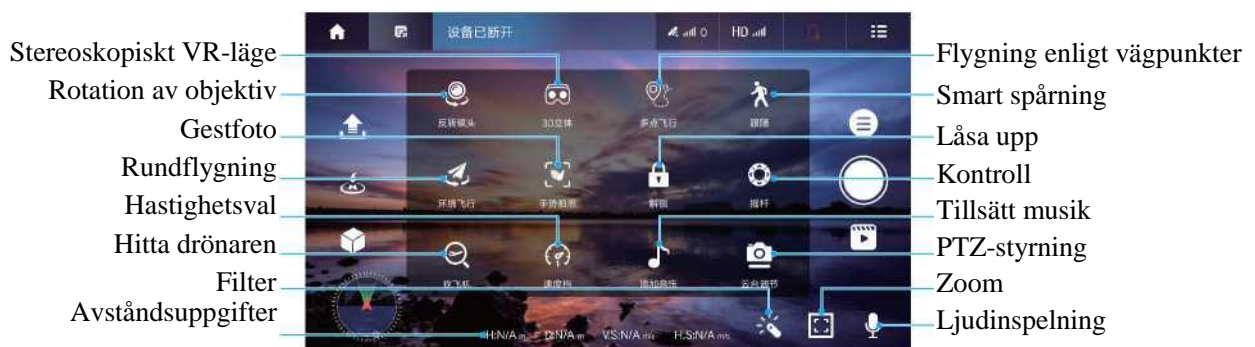 设备已断开 0 HD
Stereoskopiskt VR-läge
Flygning enligt vägpunkter
Rotation av objektiv
Smart spårning
反转镜头 3D立体 多点飞行 跟随
Gestfoto
Låsa upp
Rundflygning
Kontroll
环绕飞行 手势拍照 解锁 摇杆
Hastighetsval
Tillsätt musik
Hitta drönaren
PTZ-styrning
找飞机 速度档 添加音乐 云台调节
Filter
Zoom
Avståndsuppgifter
Ljudinspelning
H:N/A m D:N/A m V.S:N/A m/s H.S:N/A m/s